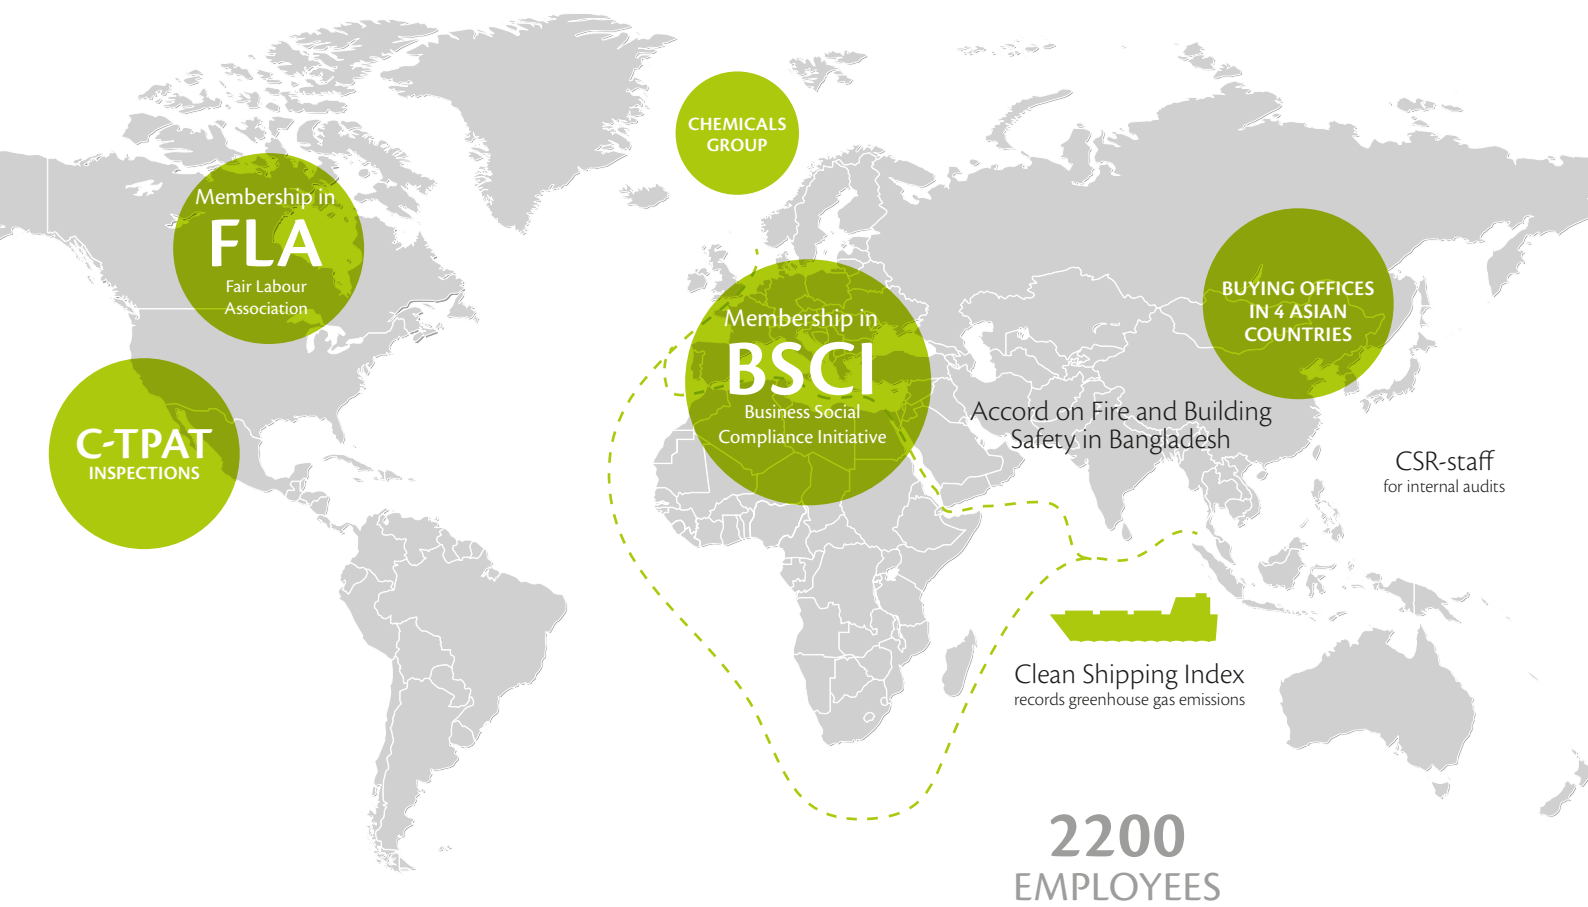 CHEMICALS
GROUP
Membership in
FLA
Fair Labour
Association
BUYING OFFICES
IN 4 ASIAN
COUNTRIES
Membership in
BSCI
Business Social
Compliance Initiative
C-TPAT
INSPECTIONS
Accord on Fire and Building
Safety in Bangladesh
CSR-staff
for internal audits
Clean Shipping Index
records greenhouse gas emissions
2200
EMPLOYEES